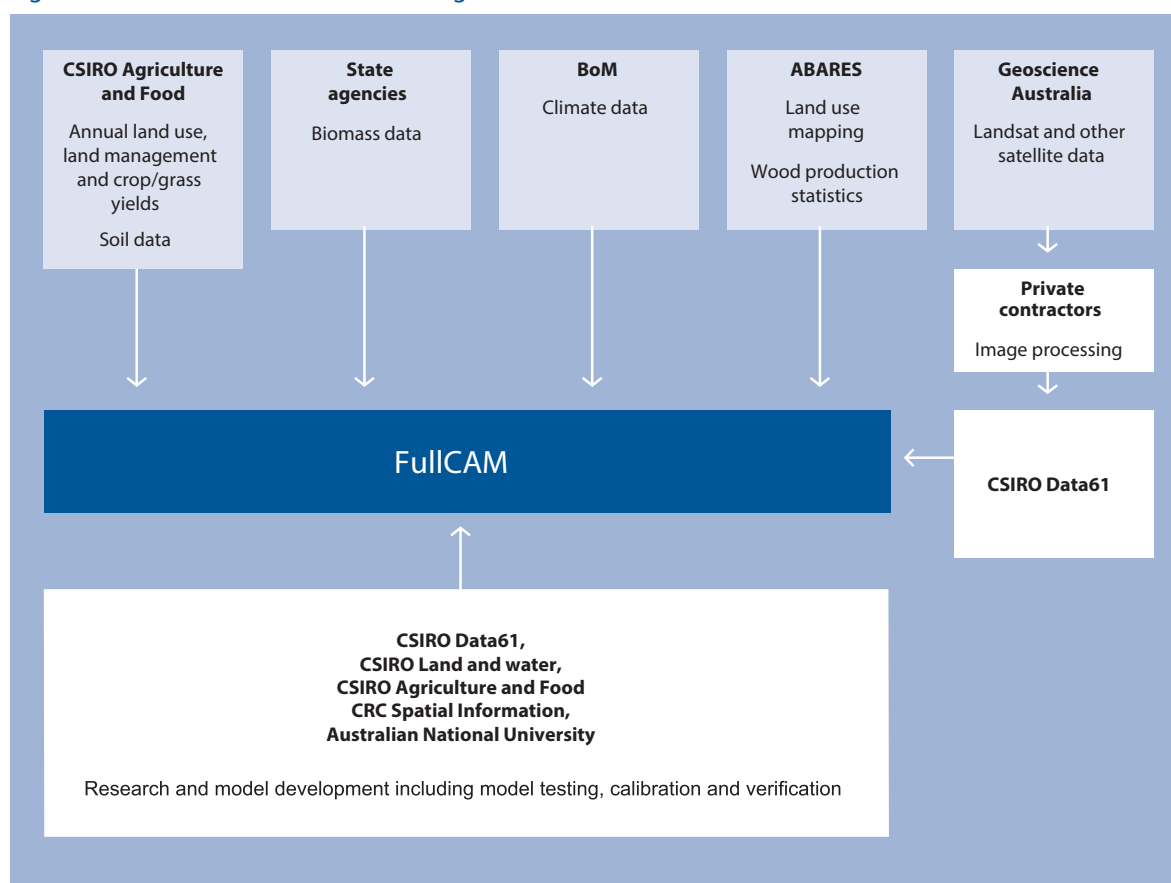 CSIRO Agriculture
and Food
Annual land use,
land management
and crop/grass
yields
Soil data
State
agencies
Biomass data
BoM
Climate data
ABARES
Land use
mapping
Wood production
statistics
Geoscience
Australia
Landsat and other
satellite data
Private
contractors
Image processing
FullCAM
CSIRO Data61
CSIRO Data61,
CSIRO Land and water,
CSIRO Agriculture and Food
CRC Spatial Information,
Australian National University
Research and model development including model testing, calibration and verification